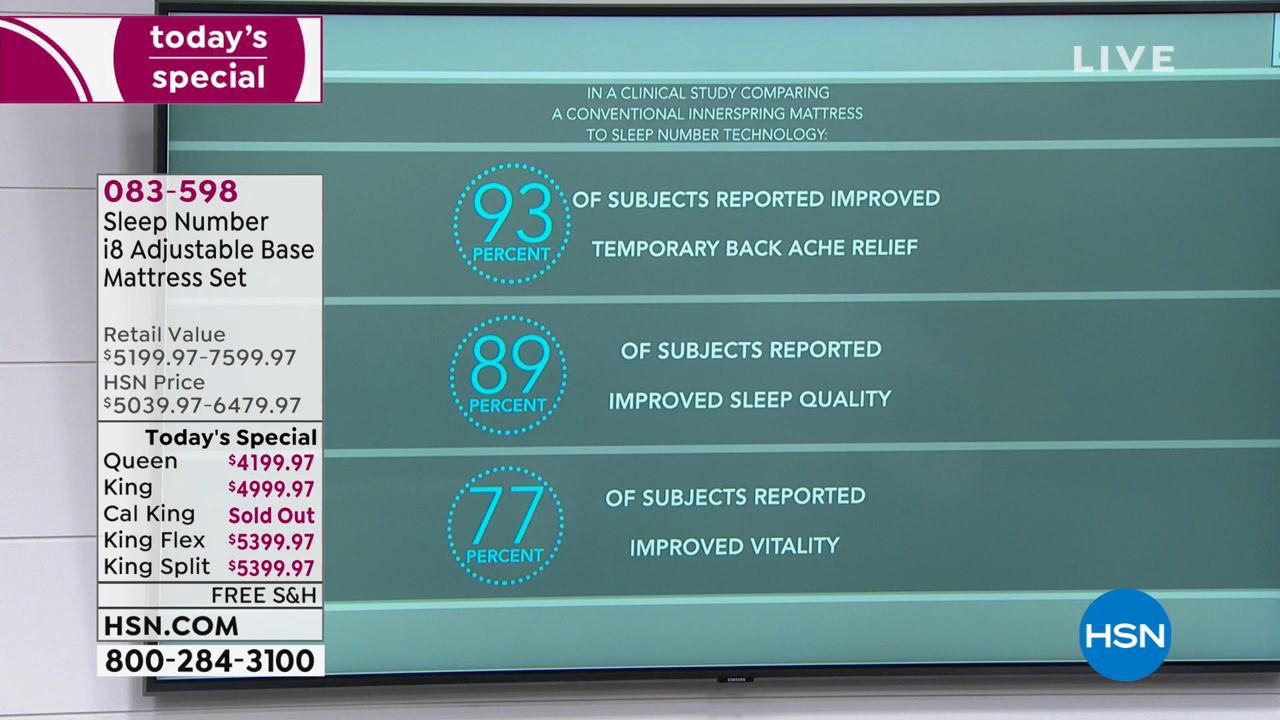 today's
special
LIVE
IN A CLINICAL STUDY COMPARING
A CONVENTIONAL INNERSPRING MATTRESS
TO SLEEP NUMBER TECHNOLOGY:
93
PERCENT
OF SUBJECTS REPORTED IMPROVED
TEMPORARY BACK ACHE RELIEF
89
PERCENT
OF SUBJECTS REPORTED
IMPROVED SLEEP QUALITY
77
PERCENT
OF SUBJECTS REPORTED
IMPROVED VITALITY
083-598
Sleep Number
i8 Adjustable Base
Mattress Set
Retail Value
$5199.97-7599.97
HSN Price
$5039.97-6479.97
Today's Special
Queen $4199.97
King $4999.97
Cal King Sold Out
King Flex $5399.97
King Split $5399.97
FREE S&H
HSN.COM
800-284-3100
HSN
SAMSUNG